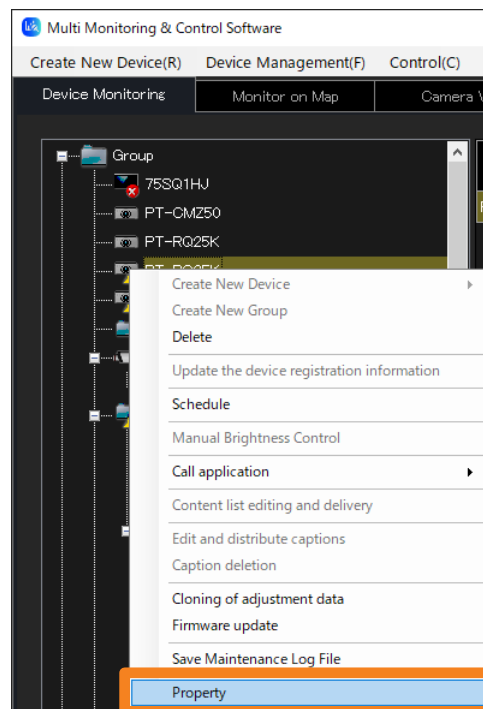 Multi Monitoring & Control Software
Create New Device(R) Device Management(F) Control(C)
Device Monitoring Monitor on Map Camera
Group
75SQ1HJ
PT-CMZ50
PT-RQ25K
Create New Device
Create New Group
Delete
Update the device registration information
Schedule
Manual Brightness Control
Call application
Content list editing and delivery
Edit and distribute captions
Caption deletion
Cloning of adjustment data
Firmware update
Save Maintenance Log File
Property